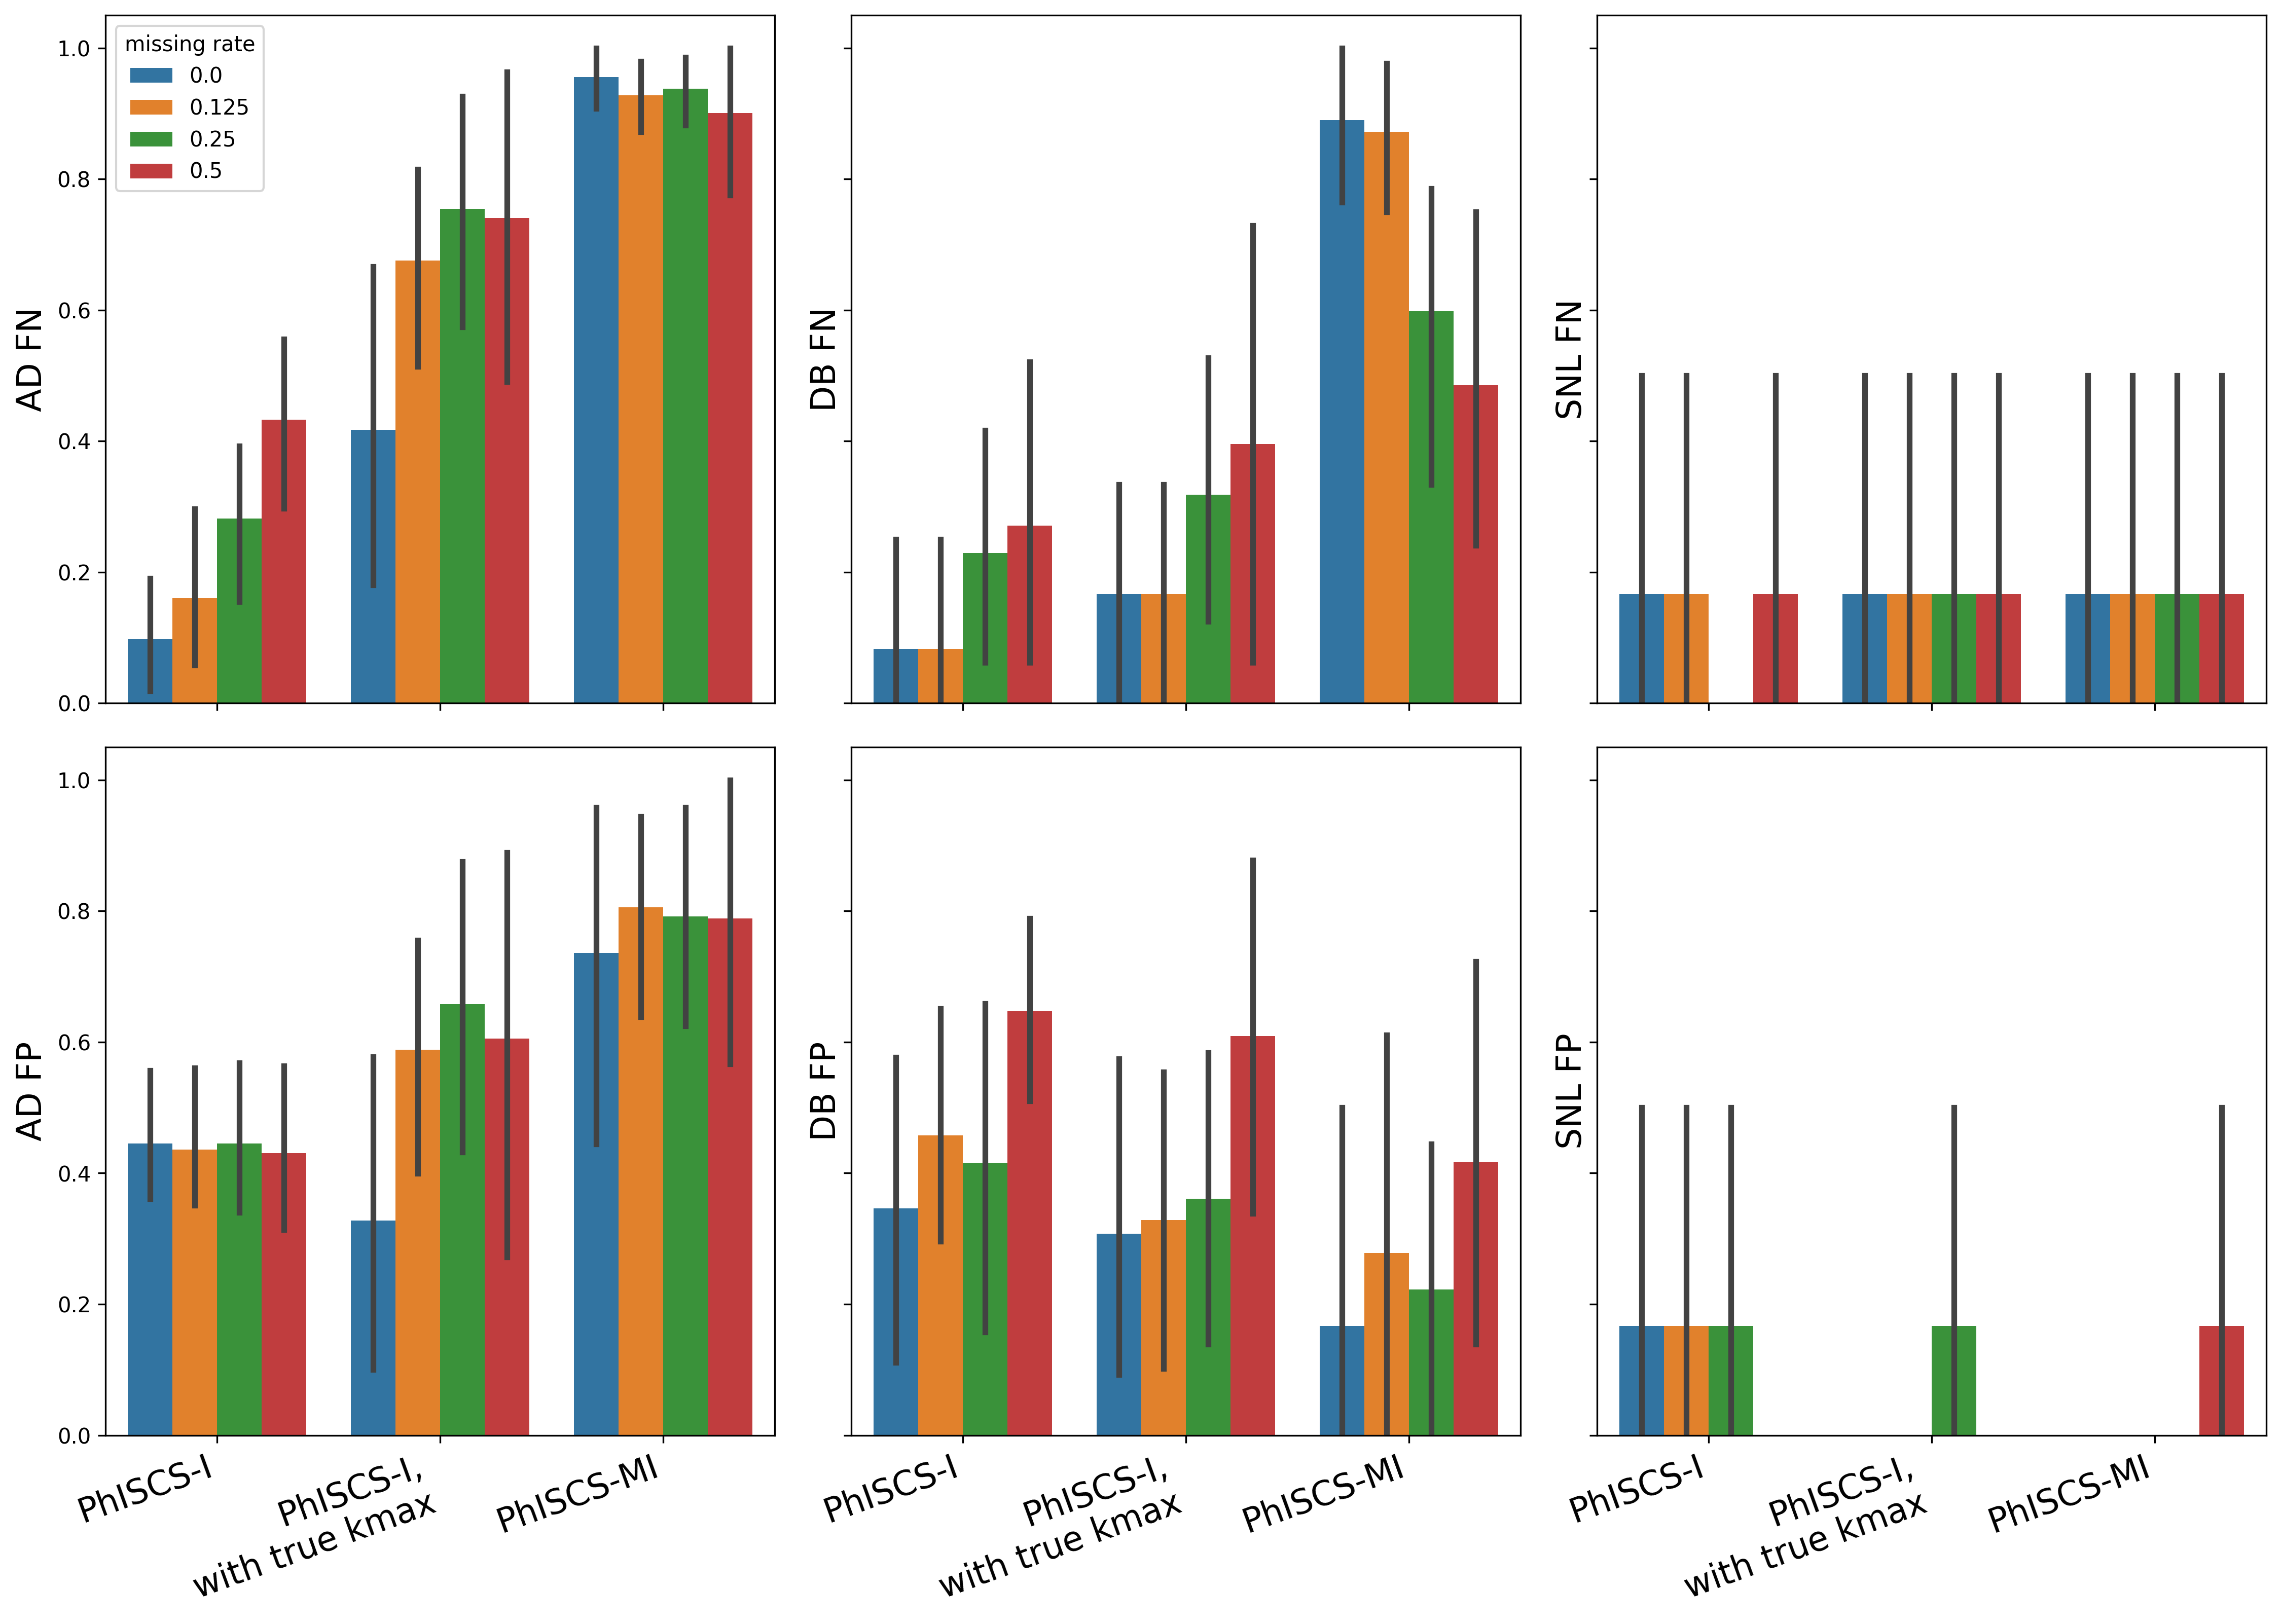 missing rate
0.0
0.125
0.25
0.5
AD FN
1.0
0.8
0.6
0.4
0.2
0.0
DB FN
SNL FN
AD FP
1.0
0.8
0.6
0.4
0.2
0.0
DB FP
SNL FP
PhISCS-I
PhISCS-I,
with true kmax
PhISCS-MI
PhISCS-I
PhISCS-I,
with true kmax
PhISCS-MI
PhISCS-I
PhISCS-I,
with true kmax
PhISCS-MI